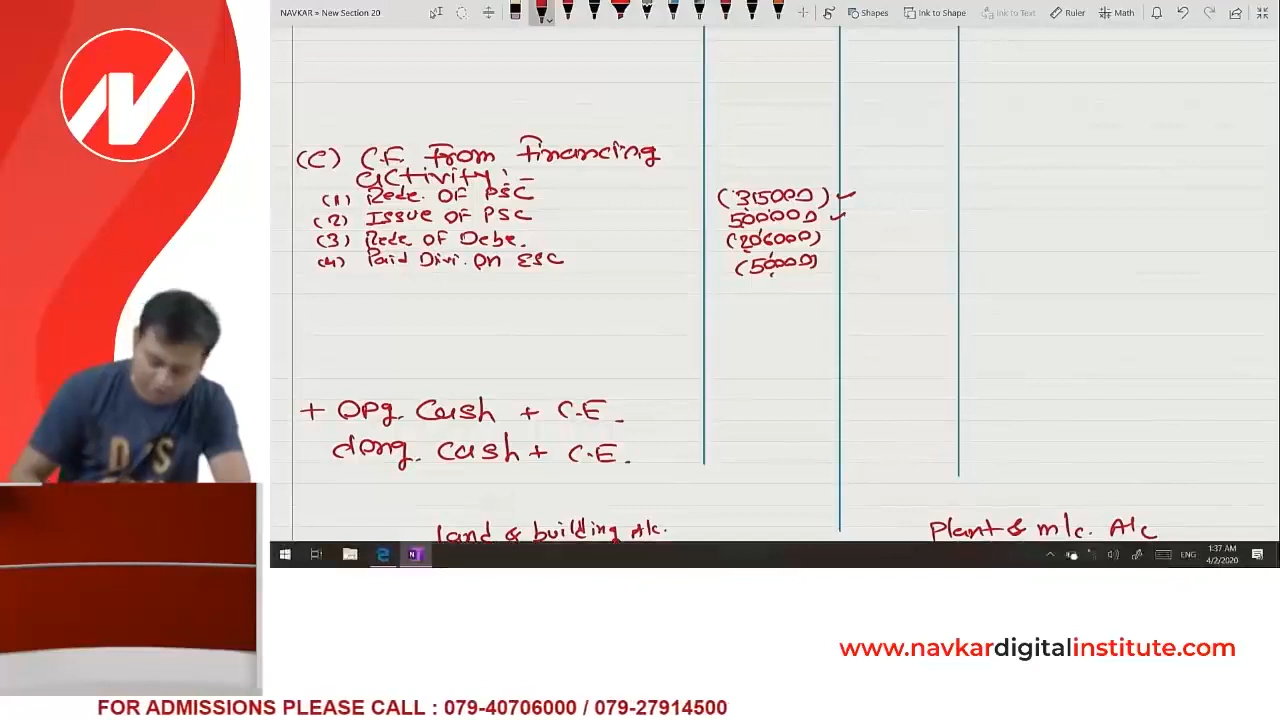 NAVKAR » New Section 20
Shapes
Ink to Shape
Ink to Text
Ruler
Math
(C) C.F. From Financing
activity :-
(1) Rede. OF PSC (315000) ✓
(2) Issue OF PSC 500000 ✓
(3) Rede of Debe. (206000)
(4) Paid Divi. on ESC (50000)
+ Opg. Cash + C.E.
clong. Cash + C.E.
land & building A/c.
Plant & m/c. A/c
ENG
1:37 AM
4/2/2020
www.navkardigitalinstitute.com
FOR ADMISSIONS PLEASE CALL : 079-40706000 / 079-27914500